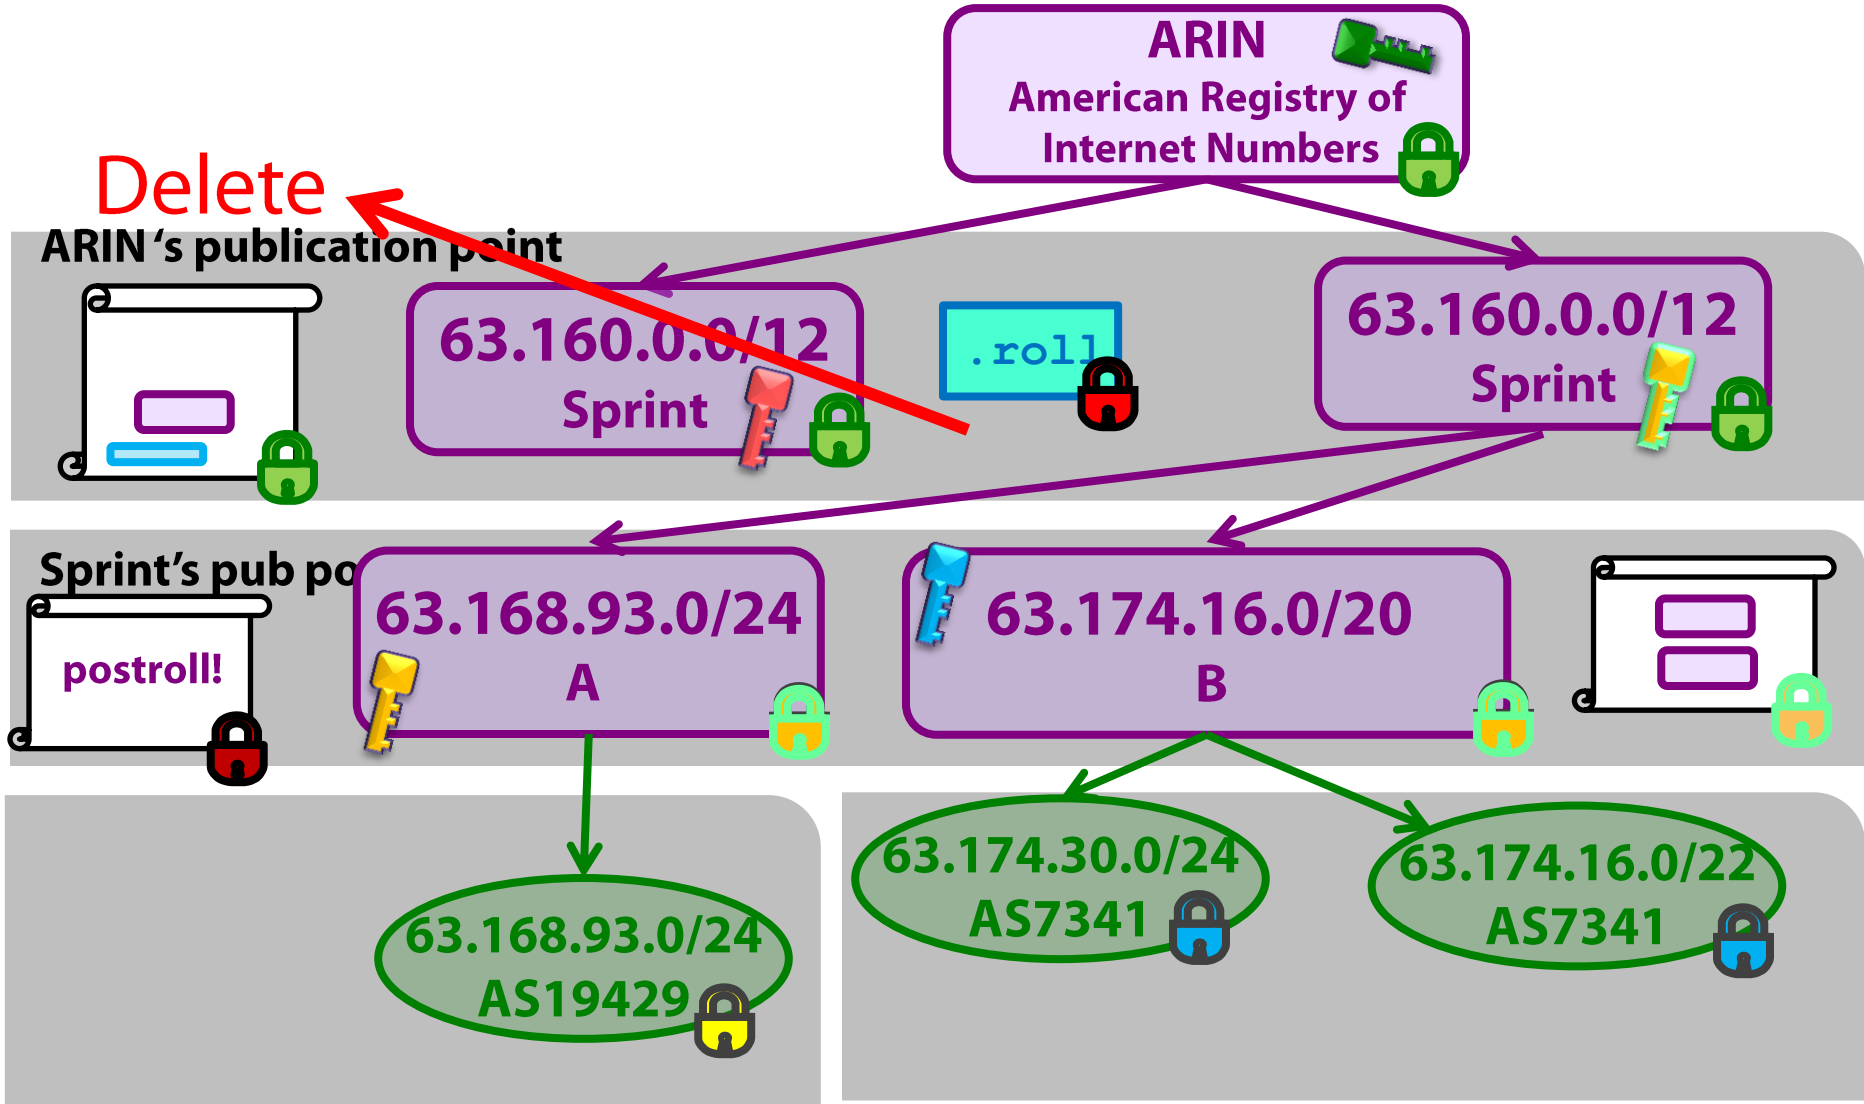 ARIN
American Registry of
Internet Numbers
Delete
ARIN ‘s publication point
63.160.0.0/12
Sprint
.roll
63.160.0.0/12
Sprint
Sprint’s pub po
postroll!
63.168.93.0/24
A
63.174.16.0/20
B
63.168.93.0/24
AS19429
63.174.30.0/24
AS7341
63.174.16.0/22
AS7341